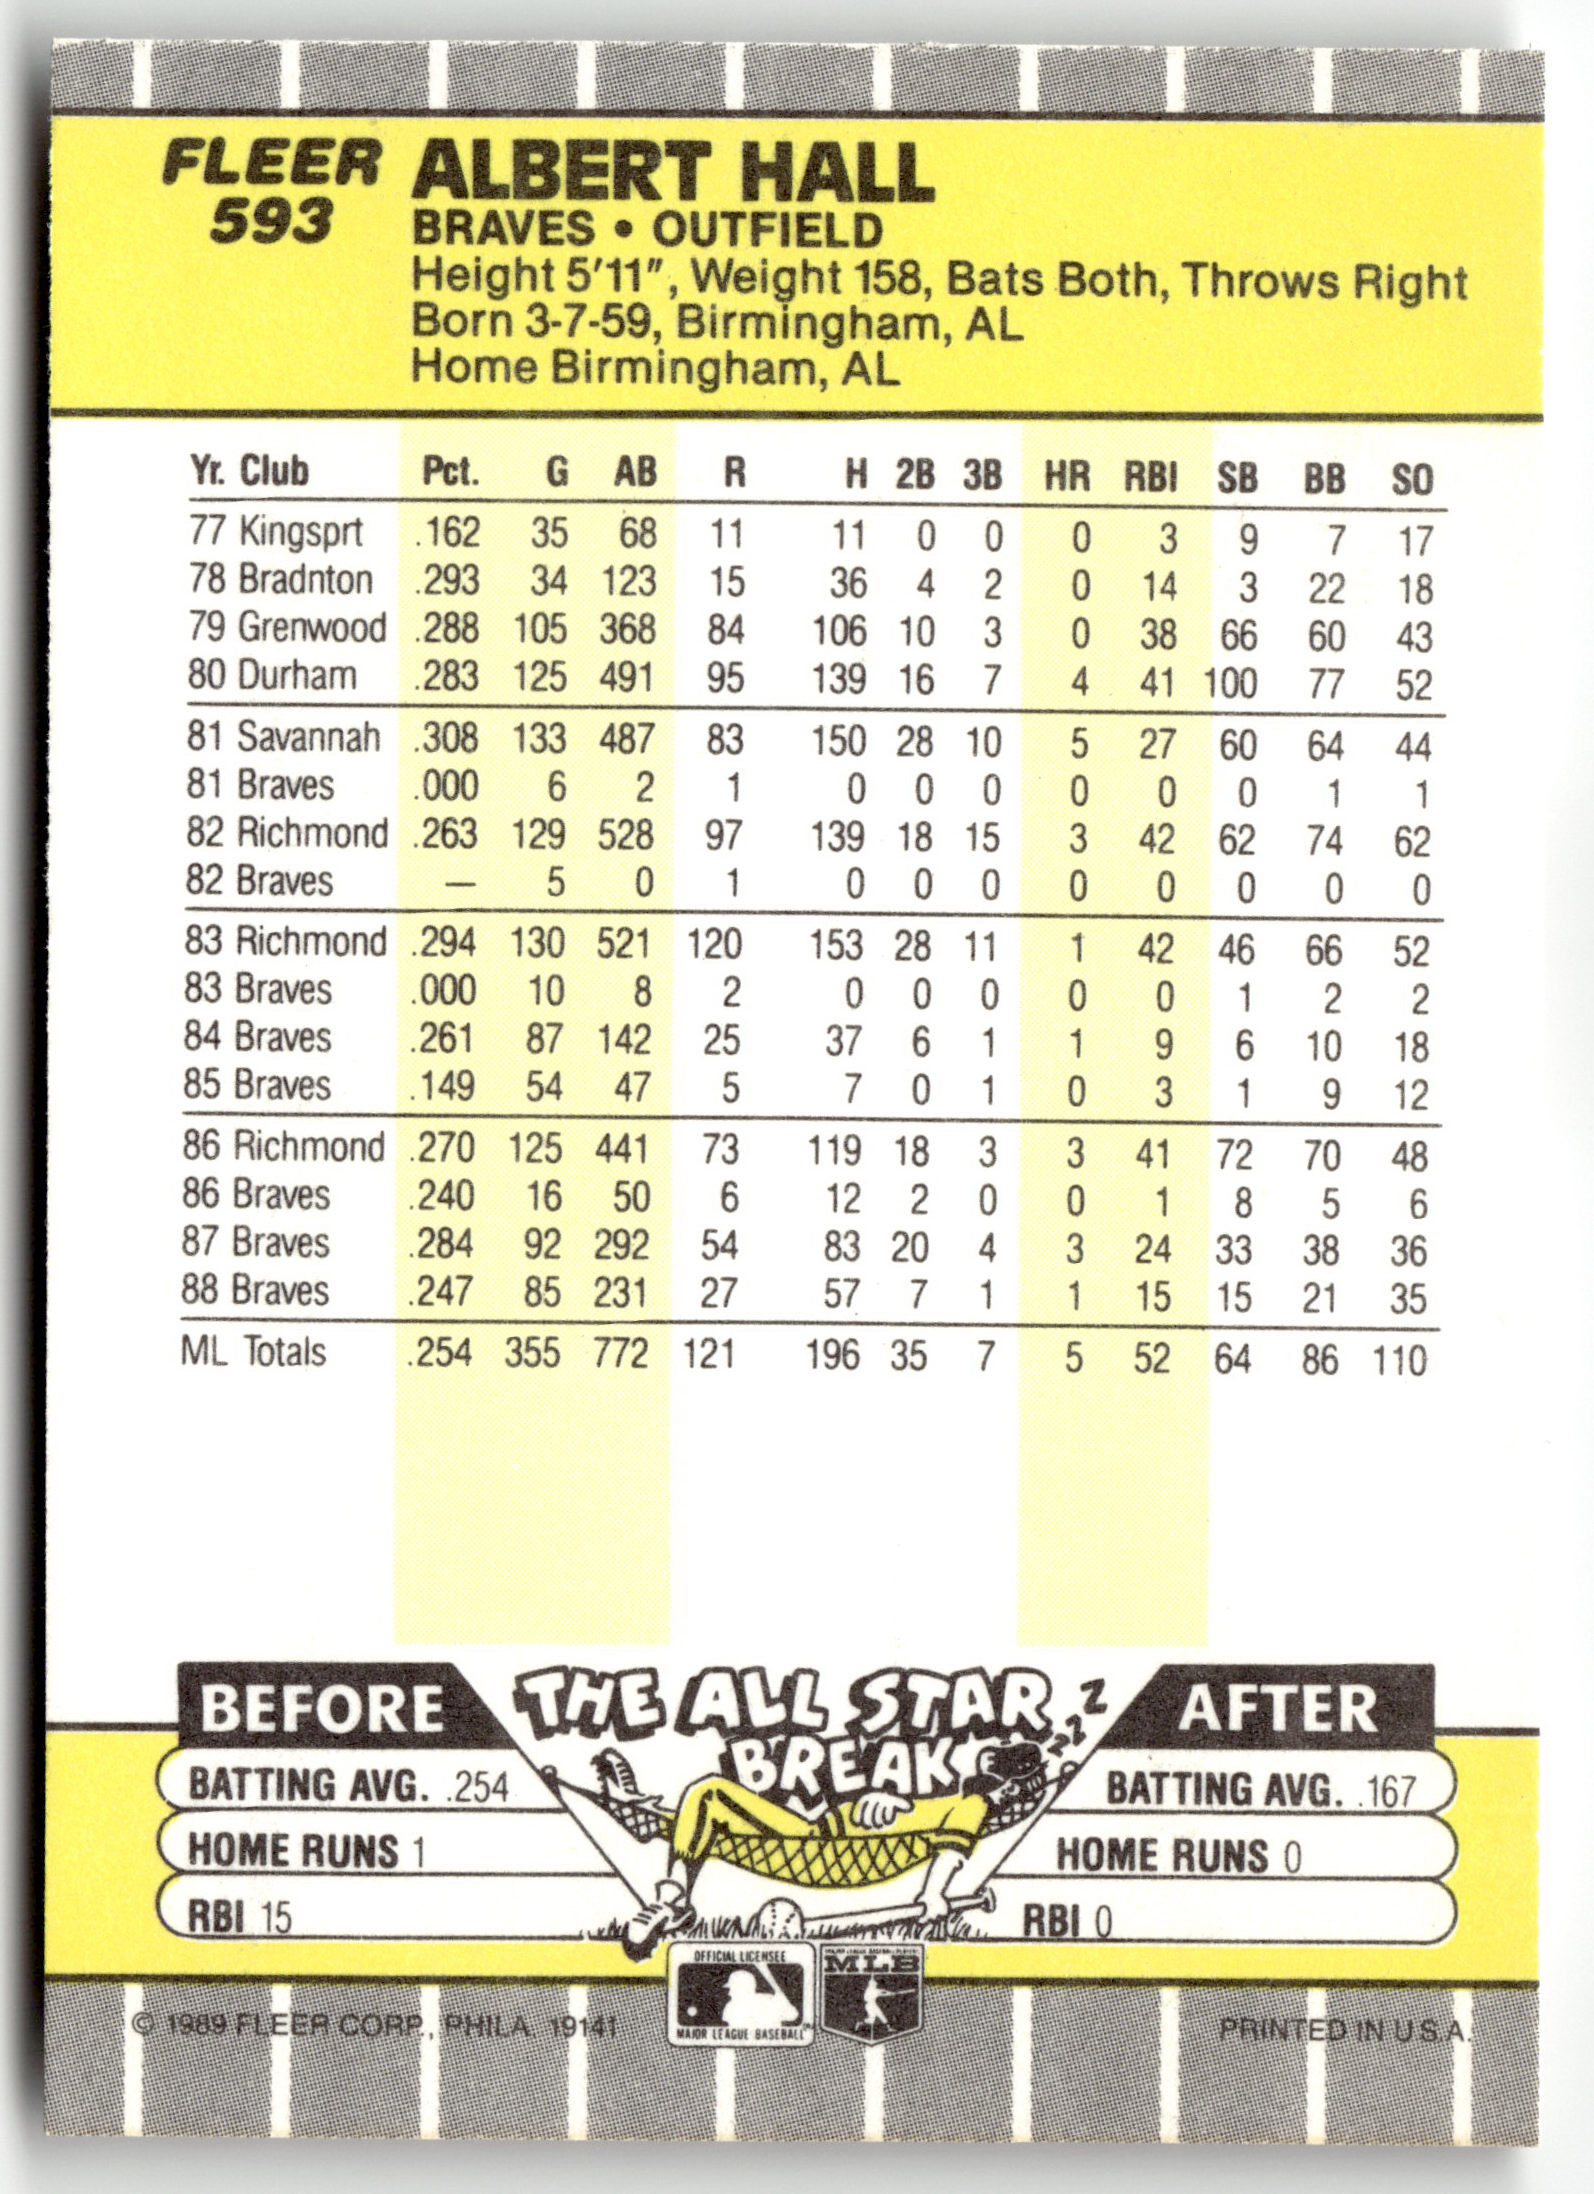 FLEER ALBERT HALL
593 BRAVES • OUTFIELD
Height 5'11", Weight 158, Bats Both, Throws Right
Born 3-7-59, Birmingham, AL
Home Birmingham, AL
Yr. Club Pct. G AB R H 2B 3B HR RBI SB BB SO
77 Kingsprt .162 35 68 11 11 0 0 0 3 9 7 17
78 Bradnton .293 34 123 15 36 4 2 0 14 3 22 18
79 Grenwood .288 105 368 84 106 10 3 0 38 66 60 43
80 Durham .283 125 491 95 139 16 7 4 41 100 77 52
81 Savannah .308 133 487 83 150 28 10 5 27 60 64 44
81 Braves .000 6 2 1 0 0 0 0 0 0 1 1
82 Richmond .263 129 528 97 139 18 15 3 42 62 74 62
82 Braves — 5 0 1 0 0 0 0 0 0 0 0
83 Richmond .294 130 521 120 153 28 11 1 42 46 66 52
83 Braves .000 10 8 2 0 0 0 0 0 1 2 2
84 Braves .261 87 142 25 37 6 1 1 9 6 10 18
85 Braves .149 54 47 5 7 0 1 0 3 1 9 12
86 Richmond .270 125 441 73 119 18 3 3 41 72 70 48
86 Braves .240 16 50 6 12 2 0 0 1 8 5 6
87 Braves .284 92 292 54 83 20 4 3 24 33 38 36
88 Braves .247 85 231 27 57 7 1 1 15 15 21 35
ML Totals .254 355 772 121 196 35 7 5 52 64 86 110
BEFORE THE ALL STAR BREAK ZZZZ AFTER
BATTING AVG. .254 BATTING AVG. .167
HOME RUNS 1 HOME RUNS 0
RBI 15 RBI 0
OFFICIAL LICENSEE
MAJOR LEAGUE BASEBALL™
MAJOR LEAGUE BASEBALL PLAYERS
MLB
© 1989 FLEER CORP., PHILA. 19141 PRINTED IN U.S.A.